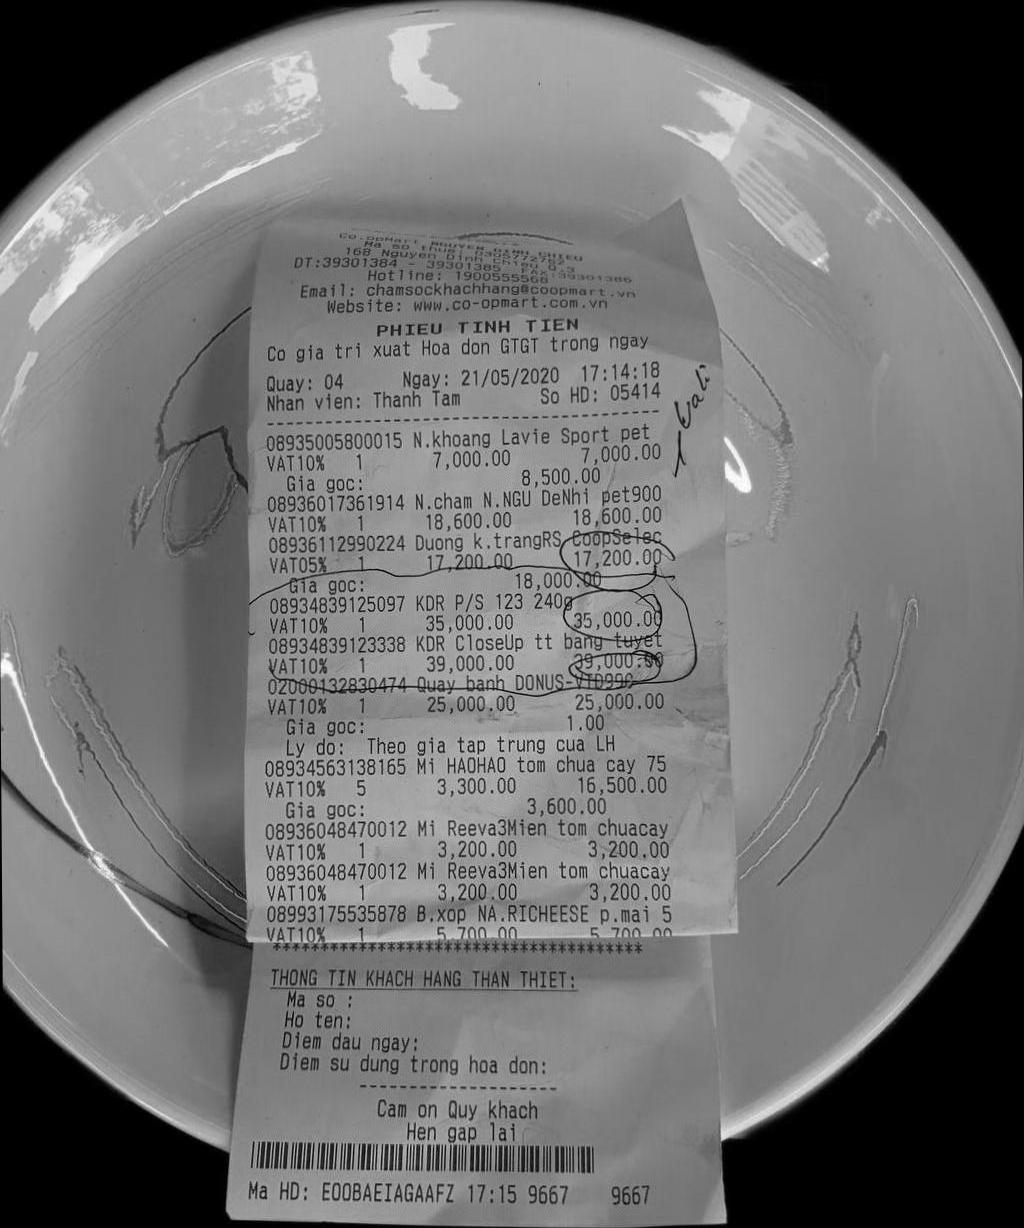 Co.opMart NGUYEN DINH CHIEU
Ma so thue:
168 Nguyen Dinh Chieu Q.3
DT:39301384 - 39301385 FAX:39301386
Hotline: 1900555568
Email: chamsockhachhang@coopmart.vn
Website: www.co-opmart.com.vn
PHIEU TINH TIEN
Co gia tri xuat Hoa don GTGT trong ngay
Quay: 04 Ngay: 21/05/2020 17:14:18
Nhan vien: Thanh Tam So HD: 05414
08935005800015 N.khoang Lavie Sport pet
VAT10% 1 7,000.00 7,000.00
Gia goc: 8,500.00
08936017361914 N.cham N.NGU DeNhi pet900
VAT10% 1 18,600.00 18,600.00
08936112990224 Duong k.trangRS CoopSelec
VAT05% 1 17,200.00 17,200.00
Gia goc: 18,000.00
08934839125097 KDR P/S 123 240g
VAT10% 1 35,000.00 35,000.00
08934839123338 KDR CloseUp tt bang tuyet
VAT10% 1 39,000.00 39,000.00
02000132830474 Quay banh DONUS-VTD99c
VAT10% 1 25,000.00 25,000.00
Gia goc: 1.00
Ly do: Theo gia tap trung cua LH
08934563138165 Mi HAOHAO tom chua cay 75
VAT10% 5 3,300.00 16,500.00
Gia goc: 3,600.00
08936048470012 Mi Reeva3Mien tom chuacay
VAT10% 1 3,200.00 3,200.00
08936048470012 Mi Reeva3Mien tom chuacay
VAT10% 1 3,200.00 3,200.00
08993175535878 B.xop NA.RICHEESE p.mai 5
VAT10% 1 5,700.00 5,700.00
****************************************
THONG TIN KHACH HANG THAN THIET:
Ma so :
Ho ten:
Diem dau ngay:
Diem su dung trong hoa don:
Cam on Quy khach
Hen gap lai
Ma HD: EOOBAEIAGAAFZ 17:15 9667 9667